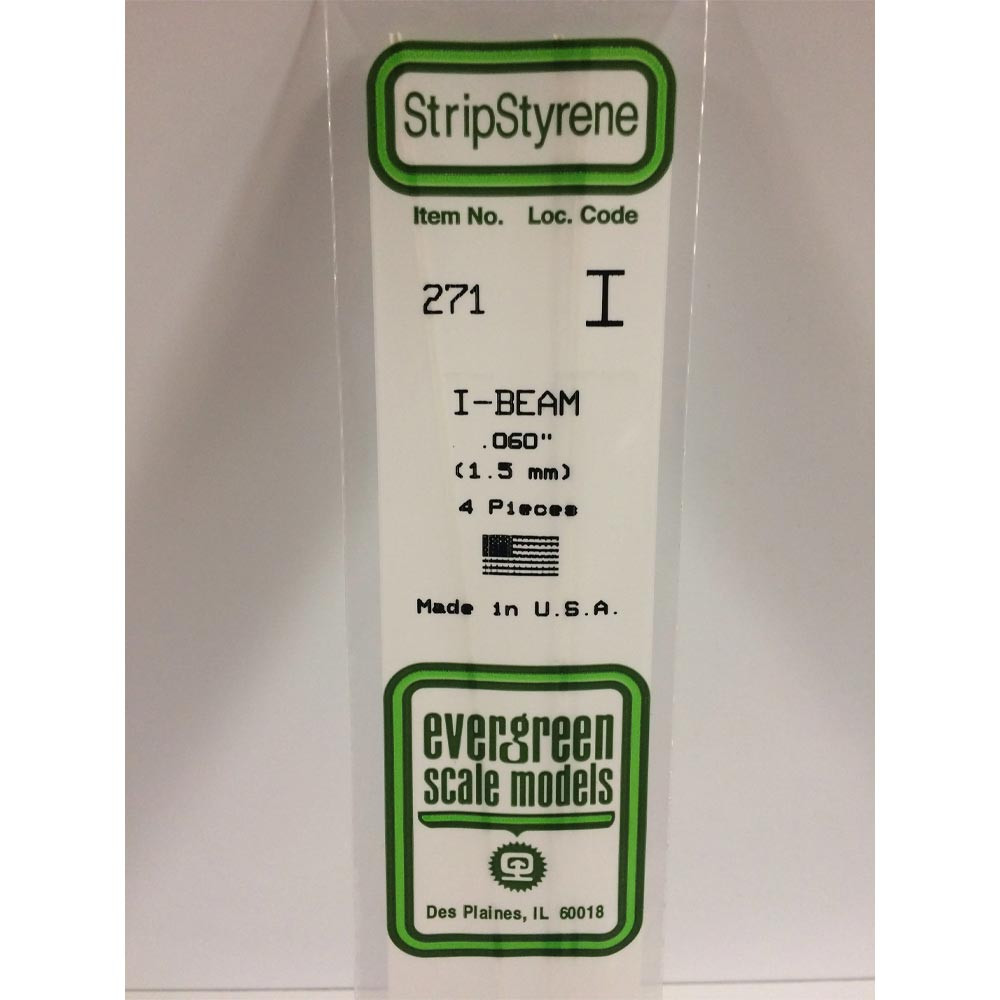 StripStyrene
Item No. Loc. Code
271 I
I-BEAM
.060"
(1.5 mm)
4 Pieces
Made in U.S.A.
evergreen
scale models
Des Plaines, IL 60018